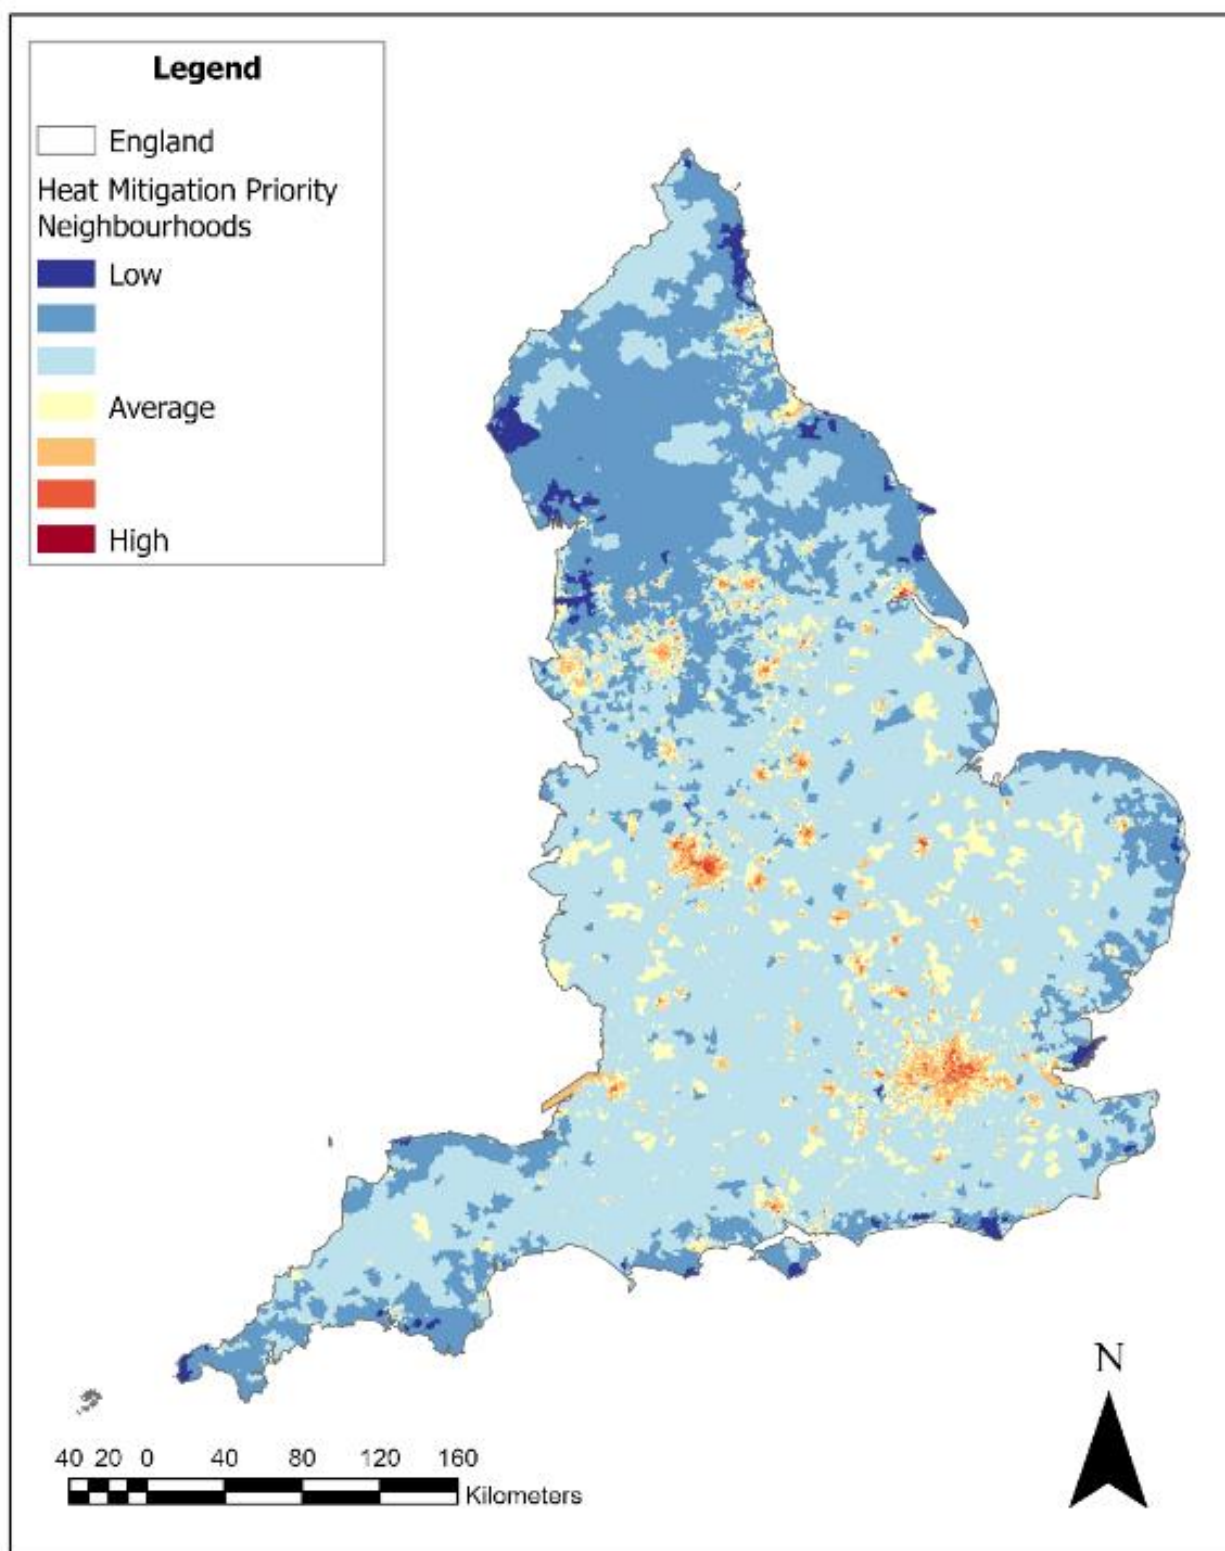 Legend
England
Heat Mitigation Priority
Neighbourhoods
Low
Average
High
N
40 20 0 40 80 120 160
Kilometers